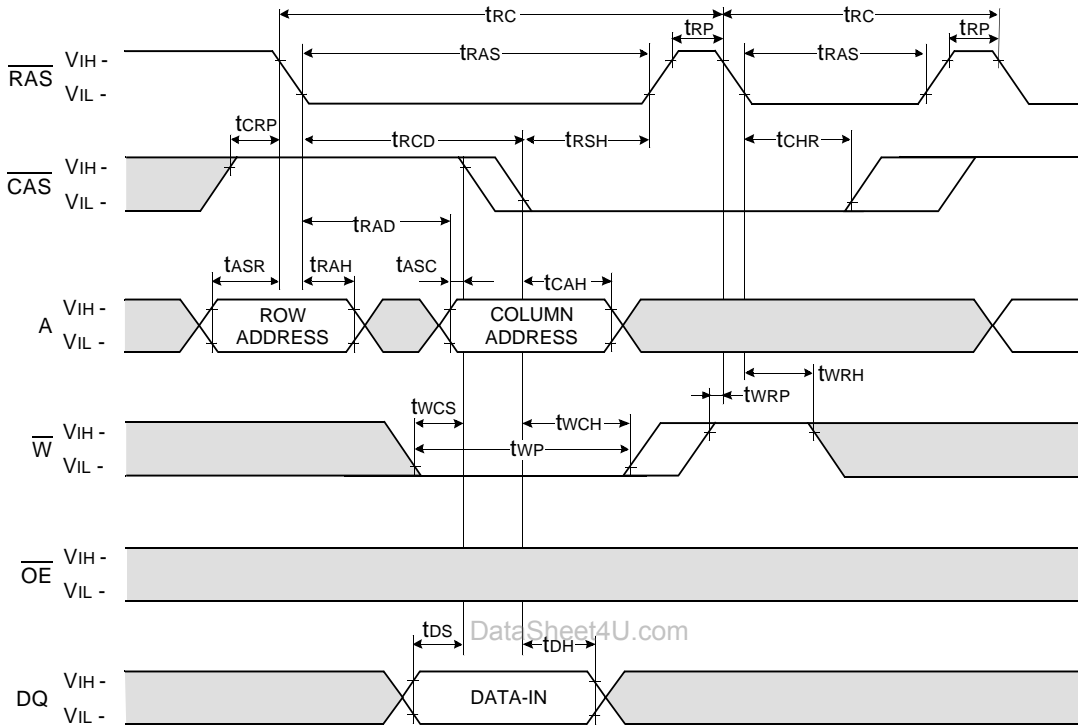 tRC tRC
tRP tRP
tRAS tRAS
RAS VIH -
VIL -
tCRP
tRCD tRSH tCHR
CAS VIH -
VIL -
tRAD
tASR tRAH tASC tCAH
A VIH -
VIL -
ROW ADDRESS
COLUMN ADDRESS
tWRH
tWRP
tWCS
tWCH
tWP
W VIH -
VIL -
OE VIH -
VIL -
DataSheet4U.com
tDS tDH
DQ VIH -
VIL -
DATA-IN